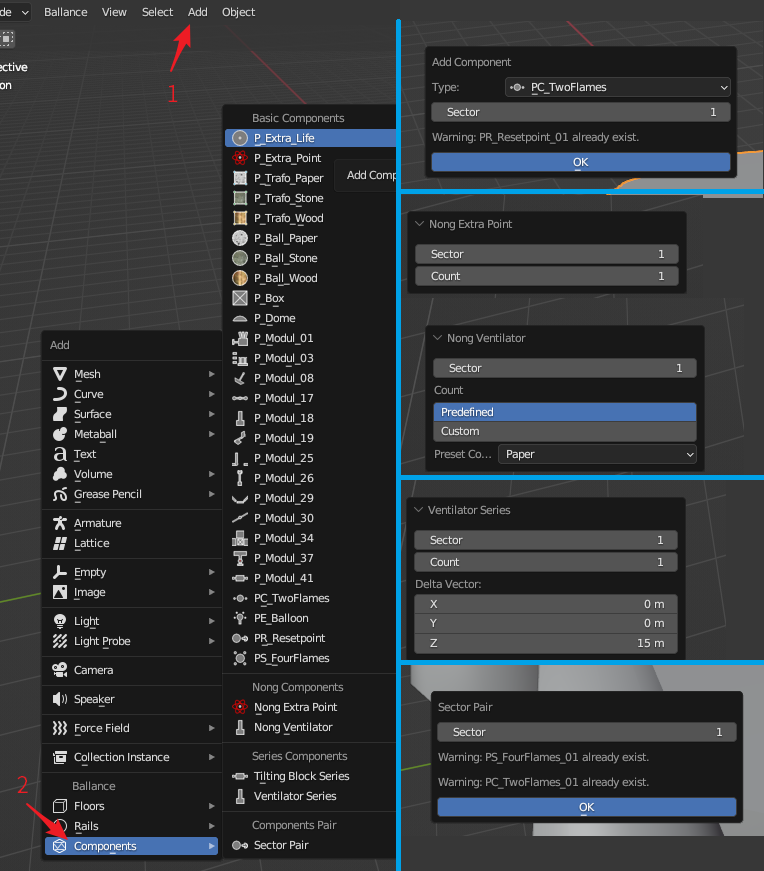 de
Ballance
View
Select
Add
Object
ective
on
1
Basic Components
P_Extra_Life
P_Extra_Point
P_Trafo_Paper
Add Comp
P_Trafo_Stone
P_Trafo_Wood
P_Ball_Paper
P_Ball_Stone
P_Ball_Wood
P_Box
P_Dome
P_Modul_01
P_Modul_03
P_Modul_08
P_Modul_17
P_Modul_18
P_Modul_19
P_Modul_25
P_Modul_26
P_Modul_29
P_Modul_30
P_Modul_34
P_Modul_37
P_Modul_41
PC_TwoFlames
PE_Balloon
PR_Resetpoint
PS_FourFlames
Nong Components
Nong Extra Point
Nong Ventilator
Series Components
Tilting Block Series
Ventilator Series
Components Pair
Sector Pair
Add
Mesh
Curve
Surface
Metaball
Text
Volume
Grease Pencil
Armature
Lattice
Empty
Image
Light
Light Probe
Camera
Speaker
Force Field
Collection Instance
Ballance
2
Floors
Rails
Components
Add Component
Type: PC_TwoFlames
Sector 1
Warning: PR_Resetpoint_01 already exist.
OK
Nong Extra Point
Sector 1
Count 1
Nong Ventilator
Sector 1
Count
Predefined
Custom
Preset Co... Paper
Ventilator Series
Sector 1
Count 1
Delta Vector:
X 0 m
Y 0 m
Z 15 m
Sector Pair
Sector 1
Warning: PS_FourFlames_01 already exist.
Warning: PC_TwoFlames_01 already exist.
OK